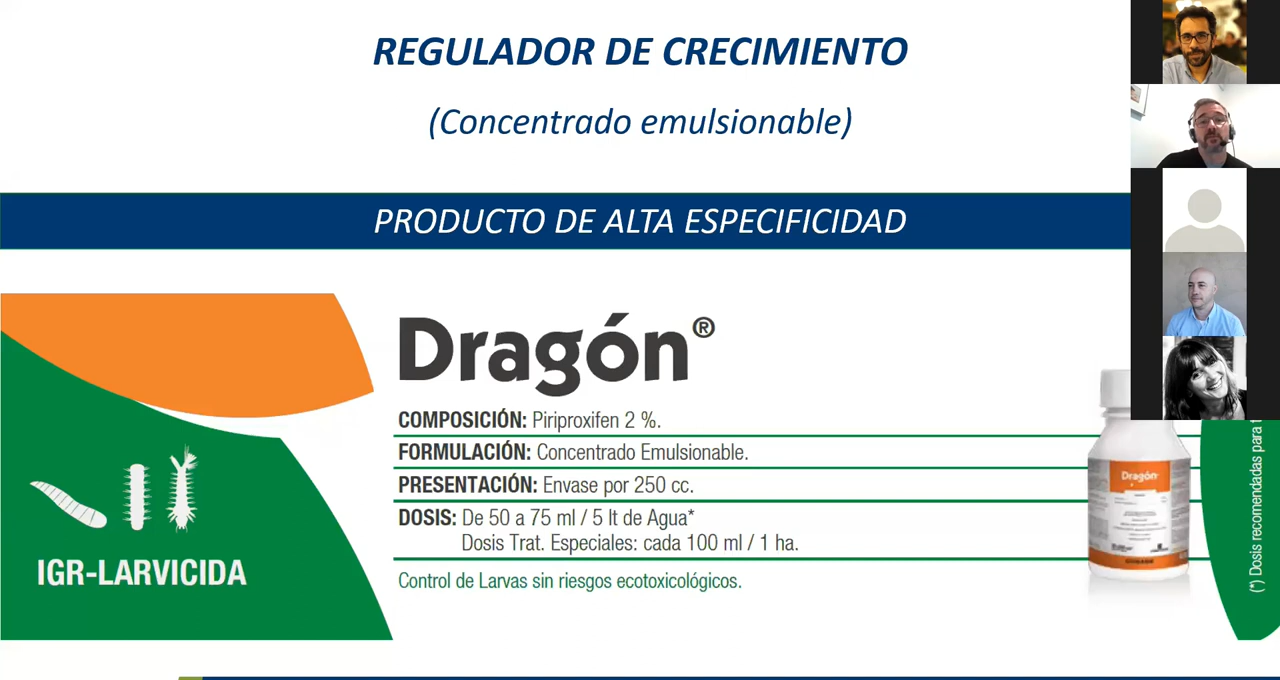 REGULADOR DE CRECIMIENTO
(Concentrado emulsionable)
PRODUCTO DE ALTA ESPECIFICIDAD
Dragón®
COMPOSICIÓN: Piriproxifen 2 %.
FORMULACIÓN: Concentrado Emulsionable.
PRESENTACIÓN: Envase por 250 cc.
DOSIS: De 50 a 75 ml / 5 lt de Agua*
Dosis Trat. Especiales: cada 100 ml / 1 ha.
Control de Larvas sin riesgos ecotoxicológicos.
IGR-LARVICIDA
Dragón
(*) Dosis recomendadas para